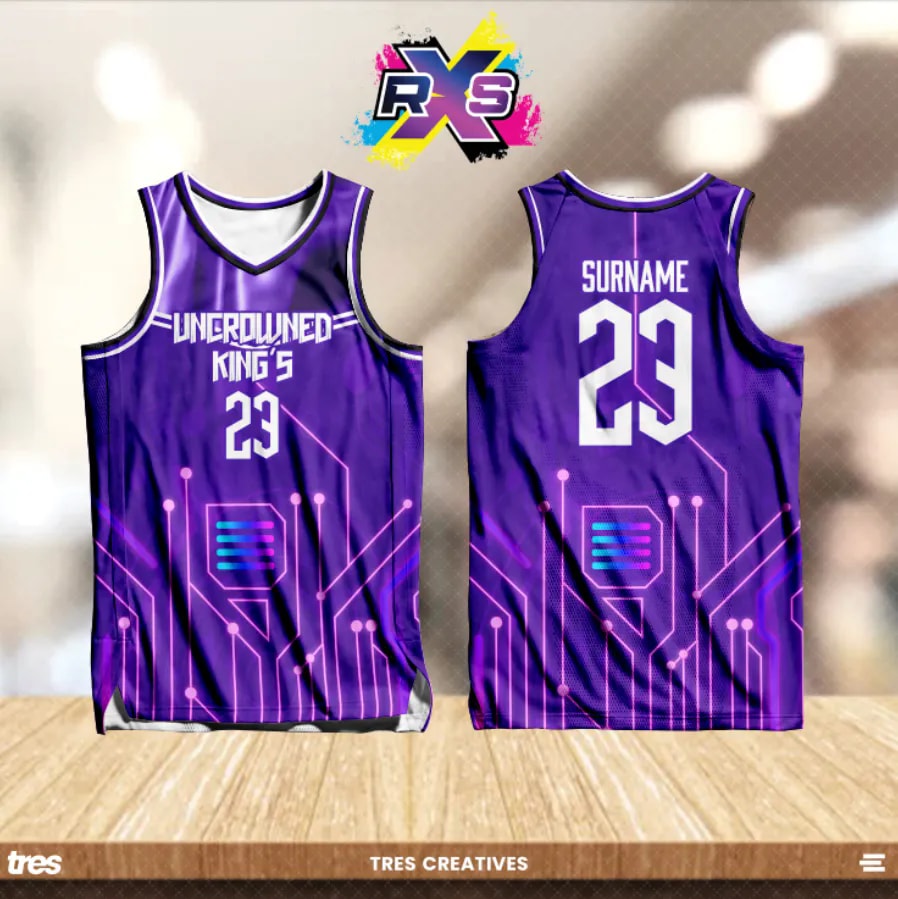 RXS
UNCROWNED
KING'S
23
SURNAME
23
tres
TRES CREATIVES